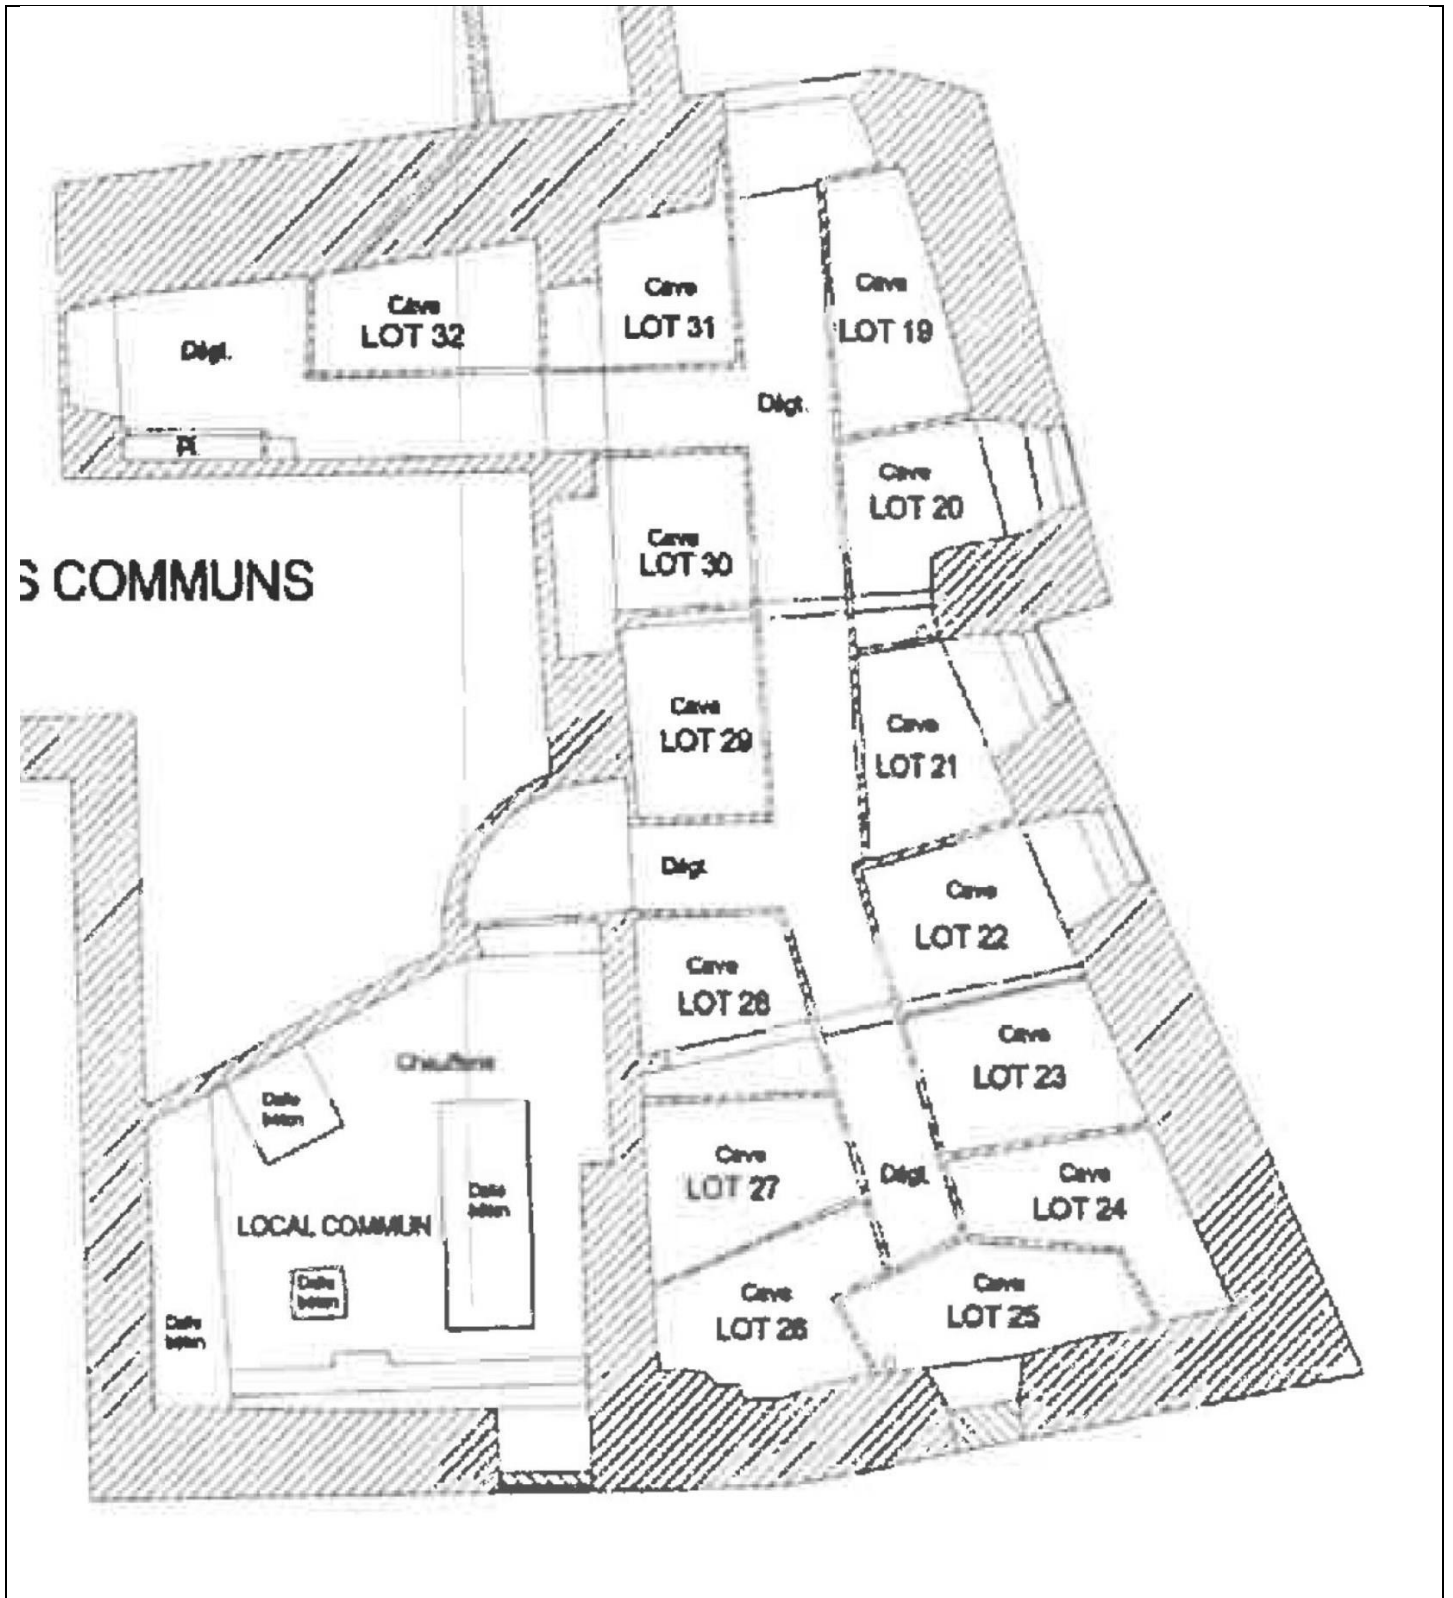 Cave
LOT 32
Cave
LOT 31
Cave
LOT 19
Dégt.
Dégt.
Pl.
Cave
LOT 20
Cave
LOT 30
S COMMUNS
Cave
LOT 29
Cave
LOT 21
Dégt
Cave
LOT 22
Cave
LOT 28
Cave
LOT 23
Chaufferie
Dalle
béton
Cave
LOT 27
Dégt.
Cave
LOT 24
Dalle
béton
LOCAL COMMUN
Dalle
béton
Cave
LOT 26
Cave
LOT 25
Dalle
béton